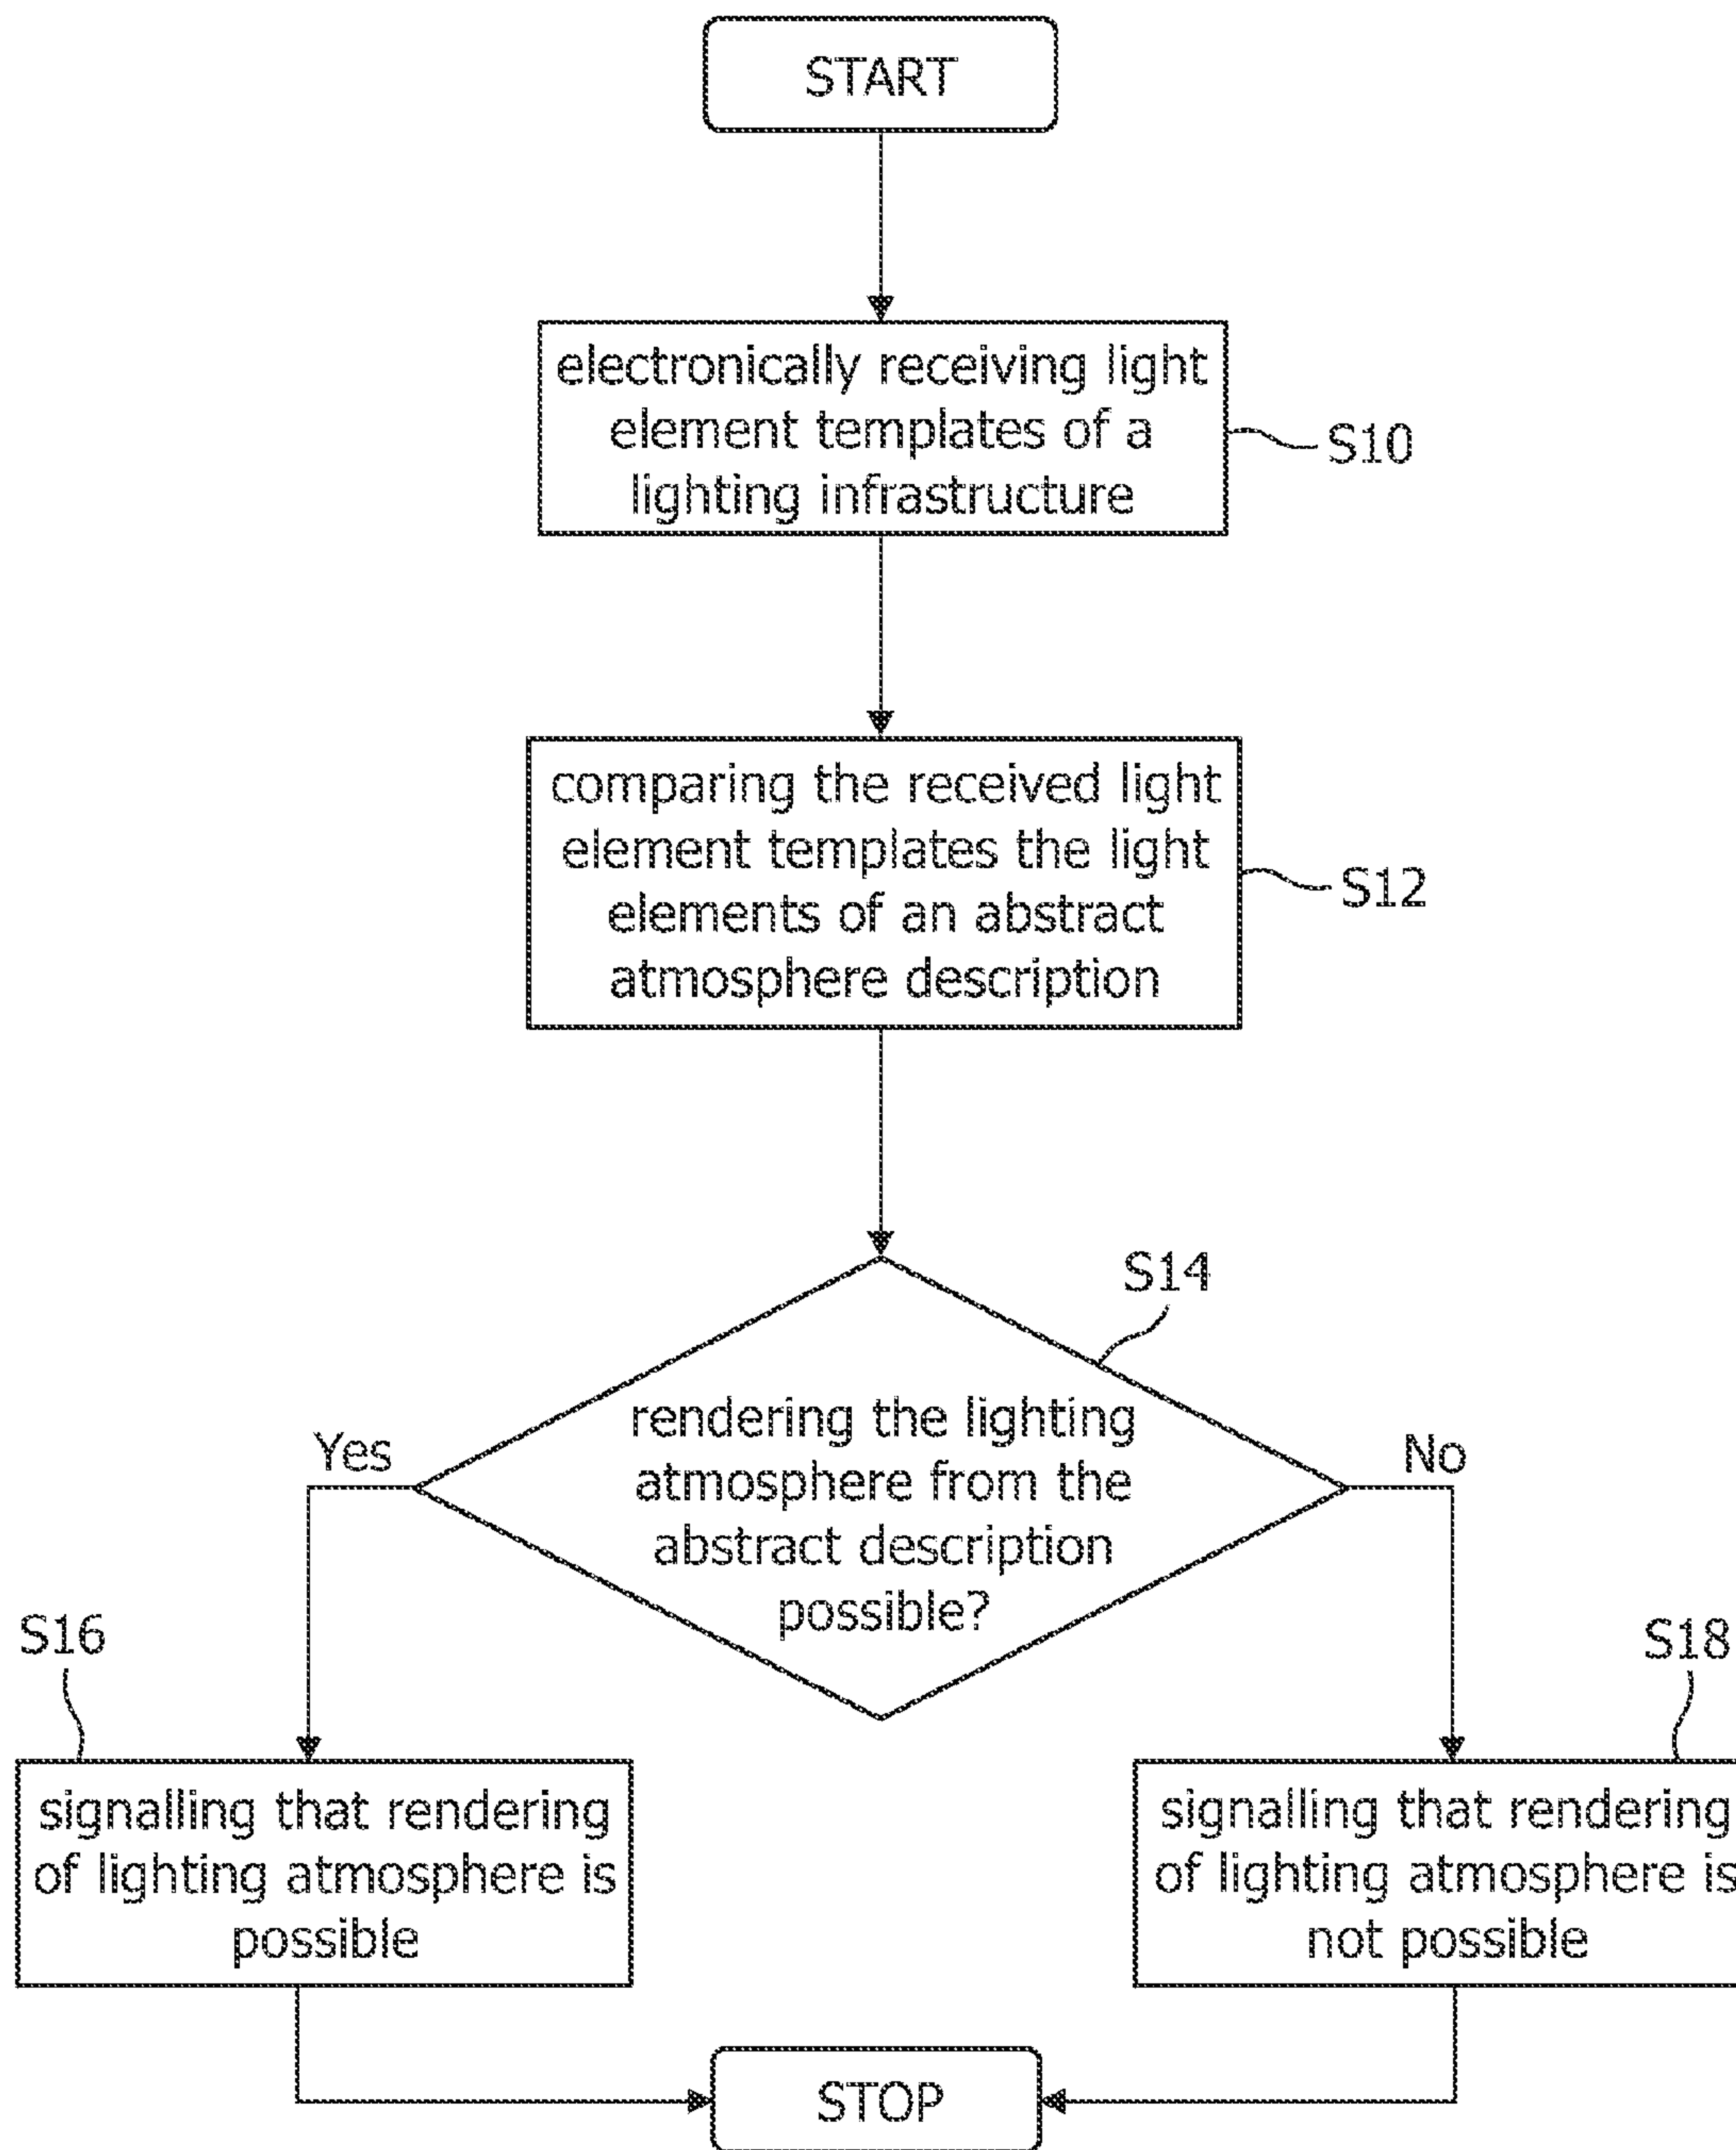 START
electronically receiving light
element templates of a
lighting infrastructure
S10
comparing the received light
element templates the light
elements of an abstract
atmosphere description
S12
S14
rendering the lighting
atmosphere from the
abstract description
possible?
Yes
No
S16
S18
signalling that rendering
of lighting atmosphere is
possible
signalling that rendering
of lighting atmosphere is
not possible
STOP